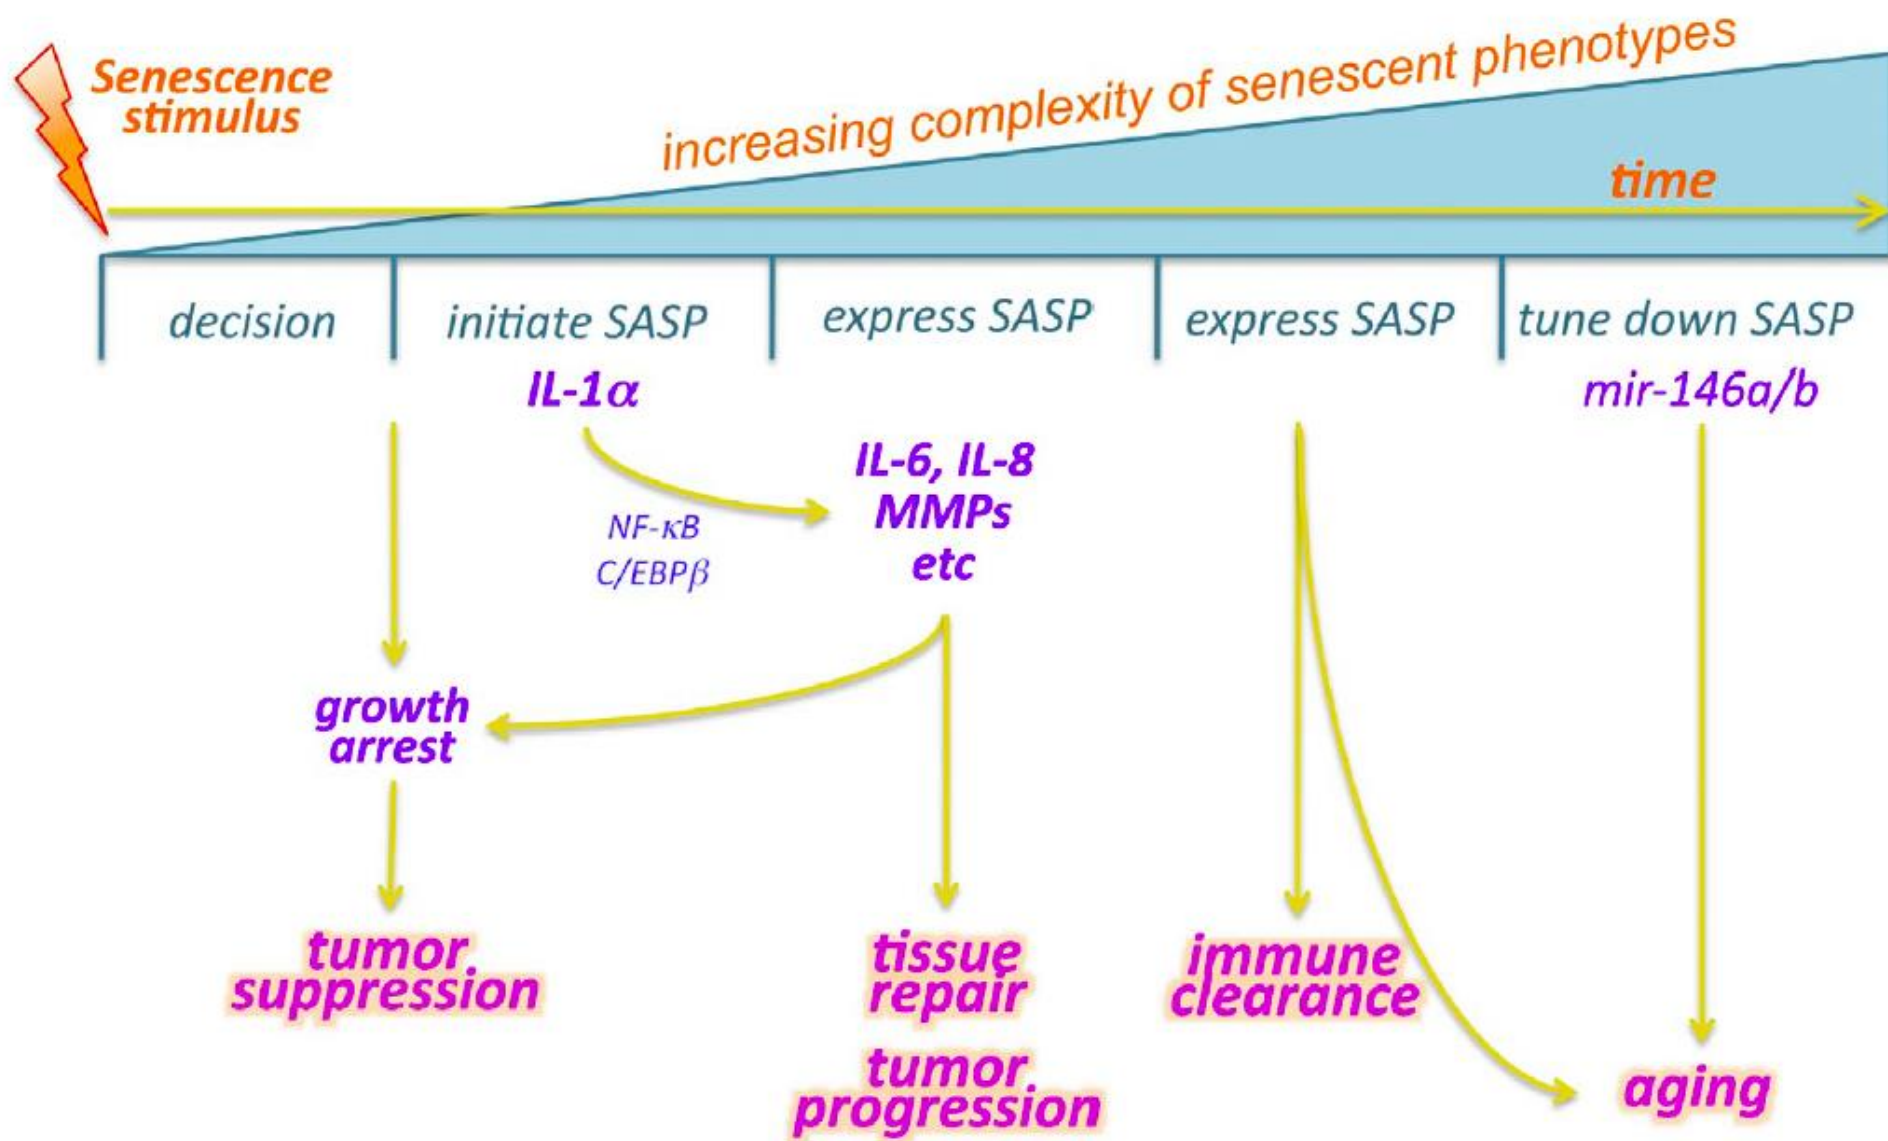 Senescence
stimulus
increasing complexity of senescent phenotypes
time
decision
initiate SASP
express SASP
express SASP
tune down SASP
IL-1α
mir-146a/b
IL-6, IL-8
MMPs
etc
NF-κB
C/EBPβ
growth
arrest
tumor
suppression
tissue
repair
immune
clearance
tumor
progression
aging